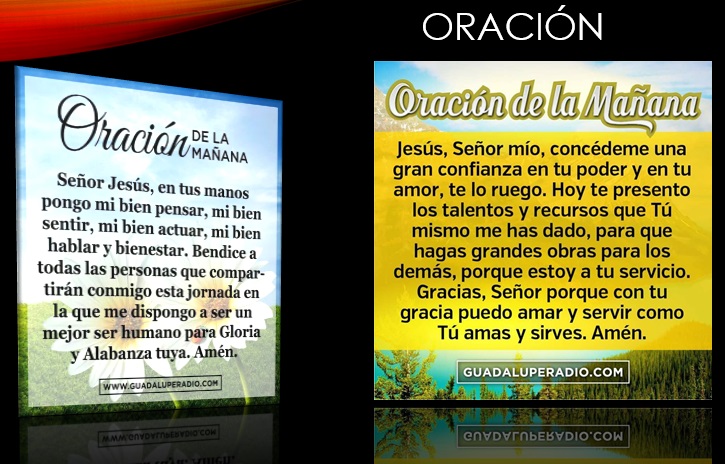 ORACIÓN
Oración DE LA
MAÑANA
Señor Jesús, en tus manos
pongo mi bien pensar, mi bien
sentir, mi bien actuar, mi bien
hablar y bienestar. Bendice a
todas las personas que compar-
tirán conmigo esta jornada en
la que me dispongo a ser un
mejor ser humano para Gloria
y Alabanza tuya. Amén.
WWW.GUADALUPERADIO.COM
Oración de la Mañana
Jesús, Señor mío, concédeme una
gran confianza en tu poder y en tu
amor, te lo ruego. Hoy te presento
los talentos y recursos que Tú
mismo me has dado, para que
hagas grandes obras para los
demás, porque estoy a tu servicio.
Gracias, Señor porque con tu
gracia puedo amar y servir como
Tú amas y sirves. Amén.
GUADALUPERADIO.COM